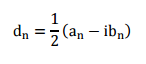 dₙ = 1/2 (aₙ − ibₙ)